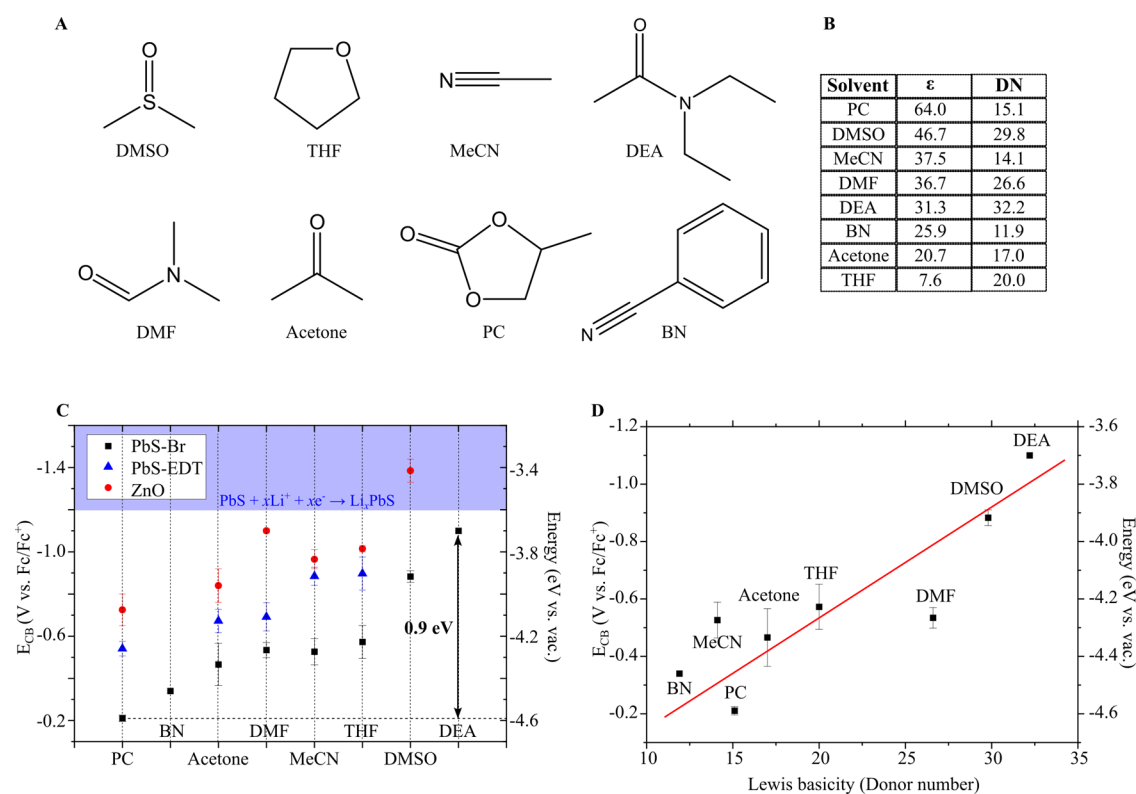 A
O
S
DMSO
O
THF
N
MeCN
O
N
DEA
O
N
DMF
O
Acetone
O
O
O
PC
N
BN
B
Solvent ε DN
PC 64.0 15.1
DMSO 46.7 29.8
MeCN 37.5 14.1
DMF 36.7 26.6
DEA 31.3 32.2
BN 25.9 11.9
Acetone 20.7 17.0
THF 7.6 20.0
C
PbS-Br
PbS-EDT
ZnO
PbS + xLi⁺ + xe⁻ → LiₓPbS
0.9 eV
-1.4
-1.0
-0.6
-0.2
E_CB (V vs. Fc/Fc⁺)
-3.4
-3.8
-4.2
-4.6
Energy (eV vs. vac.)
BN DMF THF DEA
PC Acetone MeCN DMSO
D
-1.2
-1.0
-0.8
-0.6
-0.4
-0.2
E_CB (V vs. Fc/Fc⁺)
DEA
DMSO
THF
Acetone
DMF
MeCN
BN
PC
-3.6
-3.8
-4.0
-4.2
-4.4
-4.6
Energy (eV vs. vac.)
10 15 20 25 30 35
Lewis basicity (Donor number)